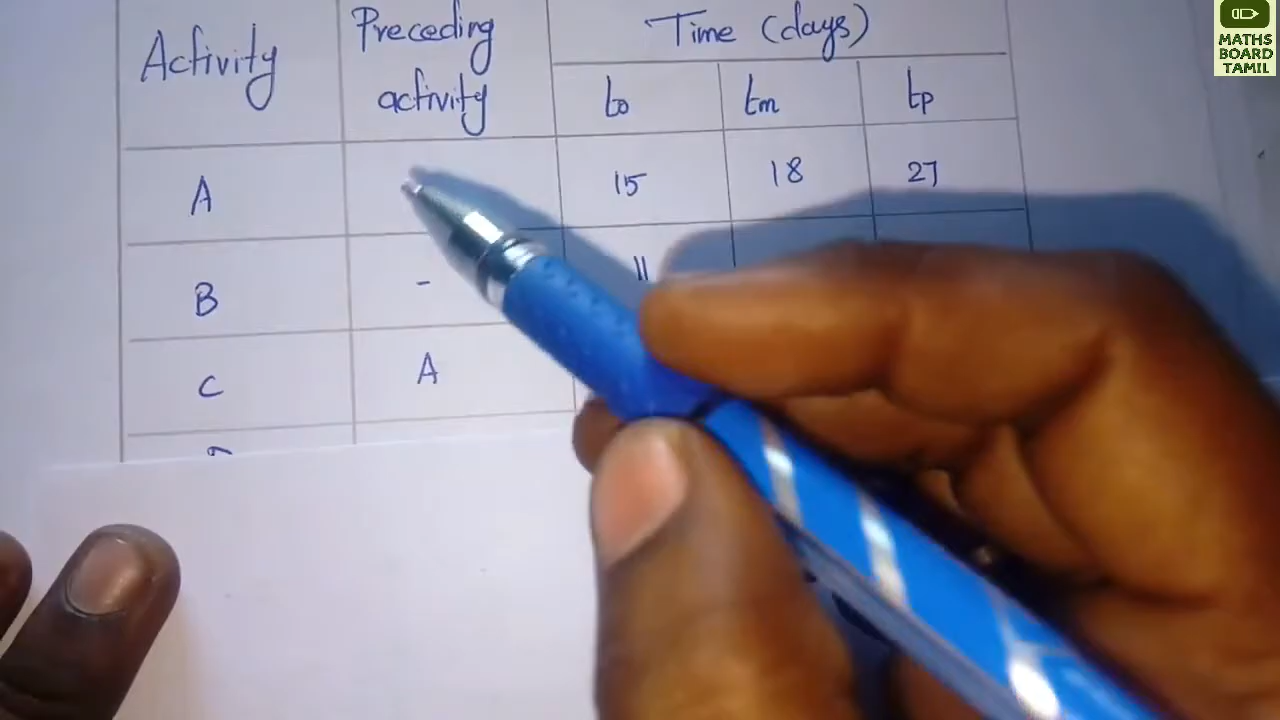 Activity Preceding activity Time (days)
to tm tp
A 15 18 27
B - 11
C A
MATHS
BOARD
TAMIL